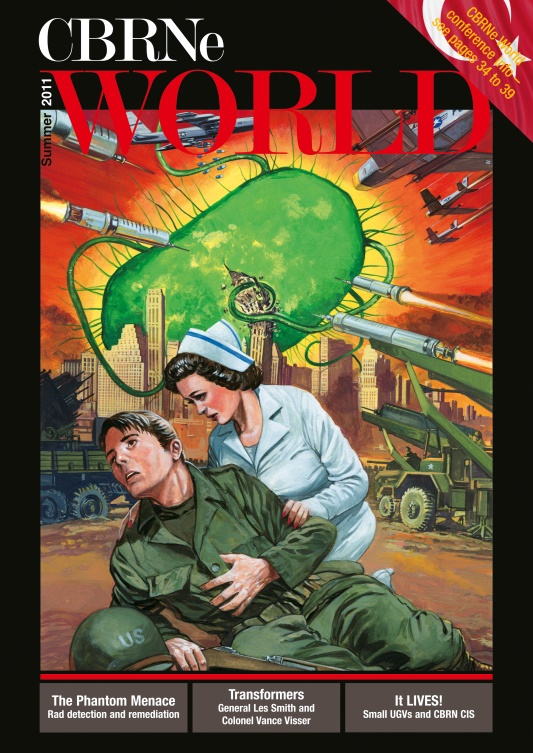 CBRNe
WORLD
Summer 2011
CBRNe World
conference info –
see pages 34 to 39
US
The Phantom Menace
Rad detection and remediation
Transformers
General Les Smith and
Colonel Vance Visser
It LIVES!
Small UGVs and CBRN CIS